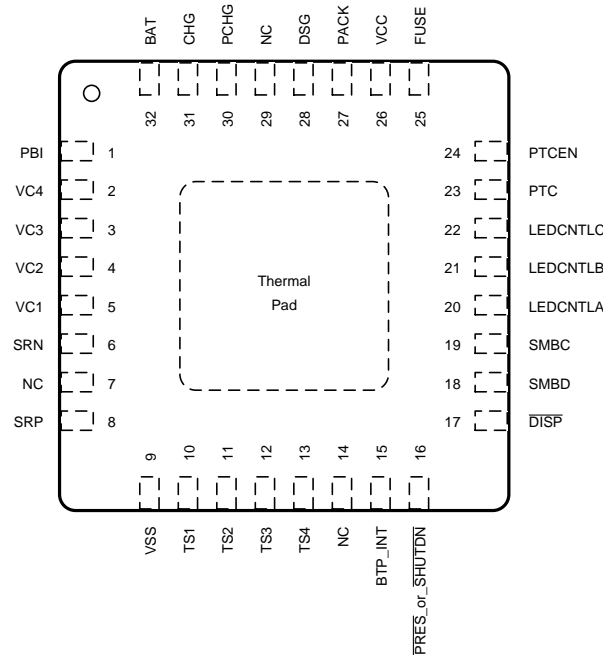 BAT CHG PCHG NC DSG PACK VCC FUSE
32 31 30 29 28 27 26 25
PBI 1 24 PTCEN
VC4 2 23 PTC
VC3 3 22 LEDCNTLC
VC2 4 21 LEDCNTLB
Thermal
Pad
VC1 5 20 LEDCNTLA
SRN 6 19 SMBC
NC 7 18 SMBD
SRP 8 17 DISP
9 10 11 12 13 14 15 16
VSS TS1 TS2 TS3 TS4 NC BTP_INT PRES_or_SHUTDN